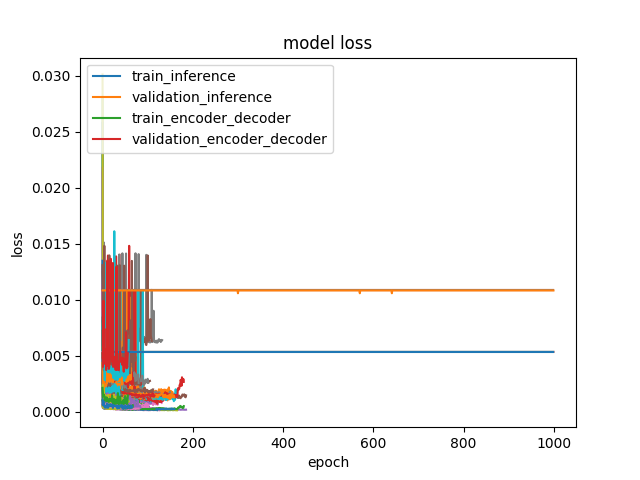 model loss
train_inference
validation_inference
train_encoder_decoder
validation_encoder_decoder
0.030
0.025
0.020
0.015
0.010
0.005
0.000
loss
0 200 400 600 800 1000
epoch